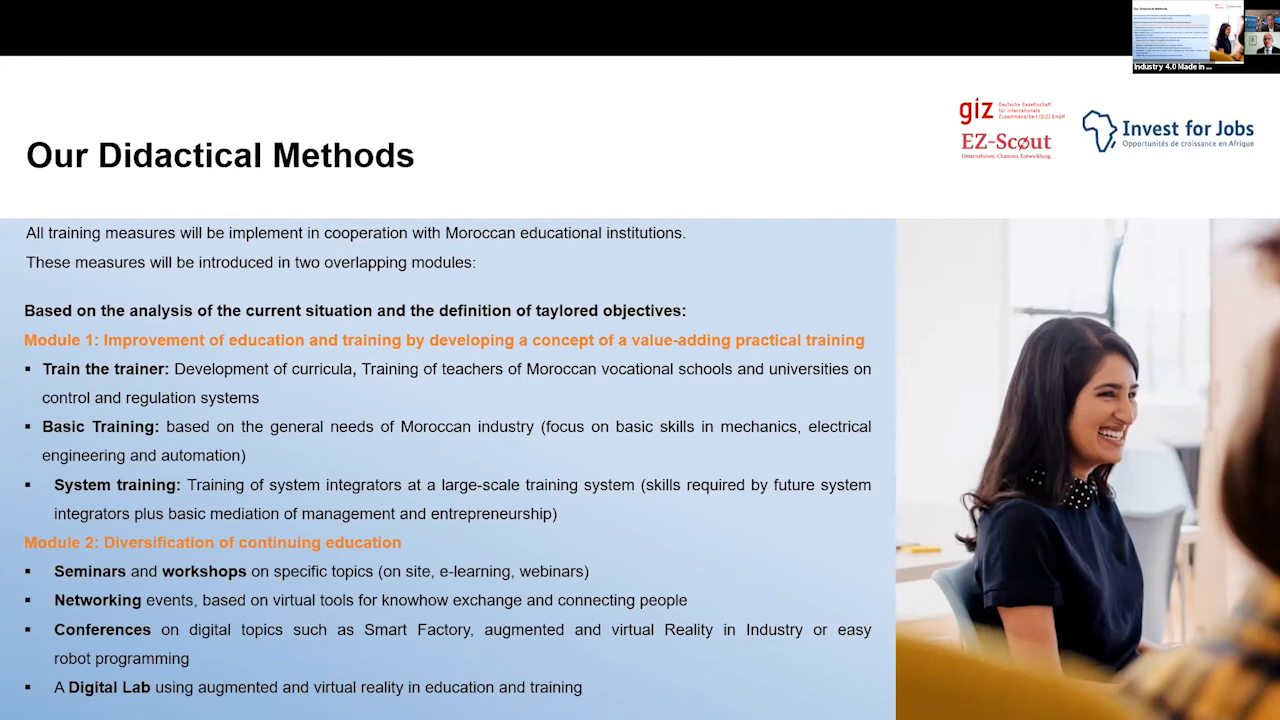 Industry 4.0 Made in ...
giz Deutsche Gesellschaft
für Internationale
Zusammenarbeit (GIZ) GmbH
EZ-Scout
Unternehmen. Chancen. Entwicklung.
Invest for Jobs
Opportunités de croissance en Afrique
Our Didactical Methods
All training measures will be implement in cooperation with Moroccan educational institutions.
These measures will be introduced in two overlapping modules:
Based on the analysis of the current situation and the definition of taylored objectives:
Module 1: Improvement of education and training by developing a concept of a value-adding practical training
▪ Train the trainer: Development of curricula, Training of teachers of Moroccan vocational schools and universities on
control and regulation systems
▪ Basic Training: based on the general needs of Moroccan industry (focus on basic skills in mechanics, electrical
engineering and automation)
▪ System training: Training of system integrators at a large-scale training system (skills required by future system
integrators plus basic mediation of management and entrepreneurship)
Module 2: Diversification of continuing education
▪ Seminars and workshops on specific topics (on site, e-learning, webinars)
▪ Networking events, based on virtual tools for knowhow exchange and connecting people
▪ Conferences on digital topics such as Smart Factory, augmented and virtual Reality in Industry or easy
robot programming
▪ A Digital Lab using augmented and virtual reality in education and training